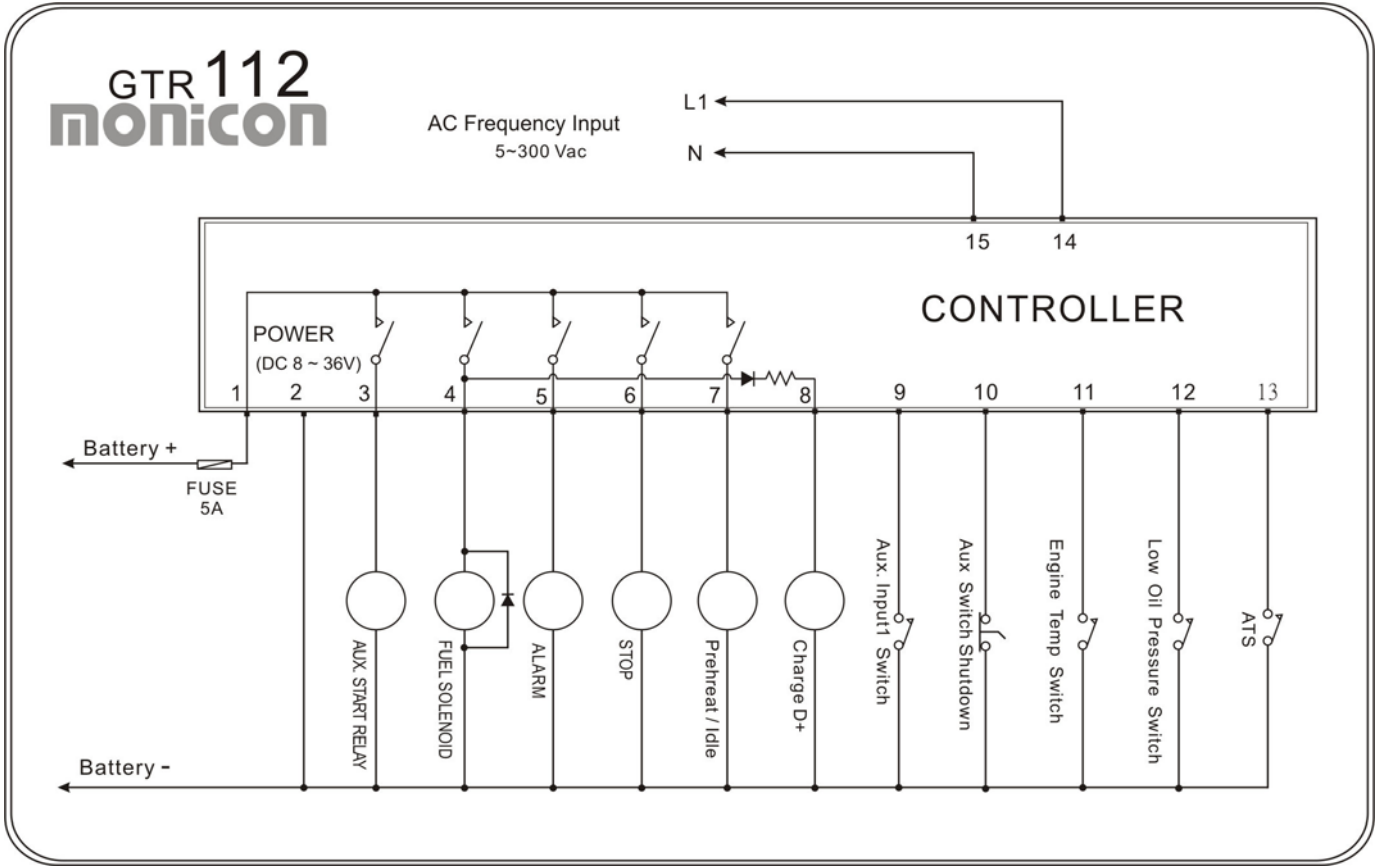 GTR 112
monicon
AC Frequency Input
5~300 Vac
L1
N
15
14
CONTROLLER
POWER
(DC 8 ~ 36V)
1
2
3
4
5
6
7
8
9
10
11
12
13
Battery +
FUSE
5A
AUX. START RELAY
FUEL SOLENOID
ALARM
STOP
Prehreat / Idle
Charge D+
Aux. Input1 Switch
Aux Switch Shutdown
Engine Temp Switch
Low Oil Pressure Switch
ATS
Battery -